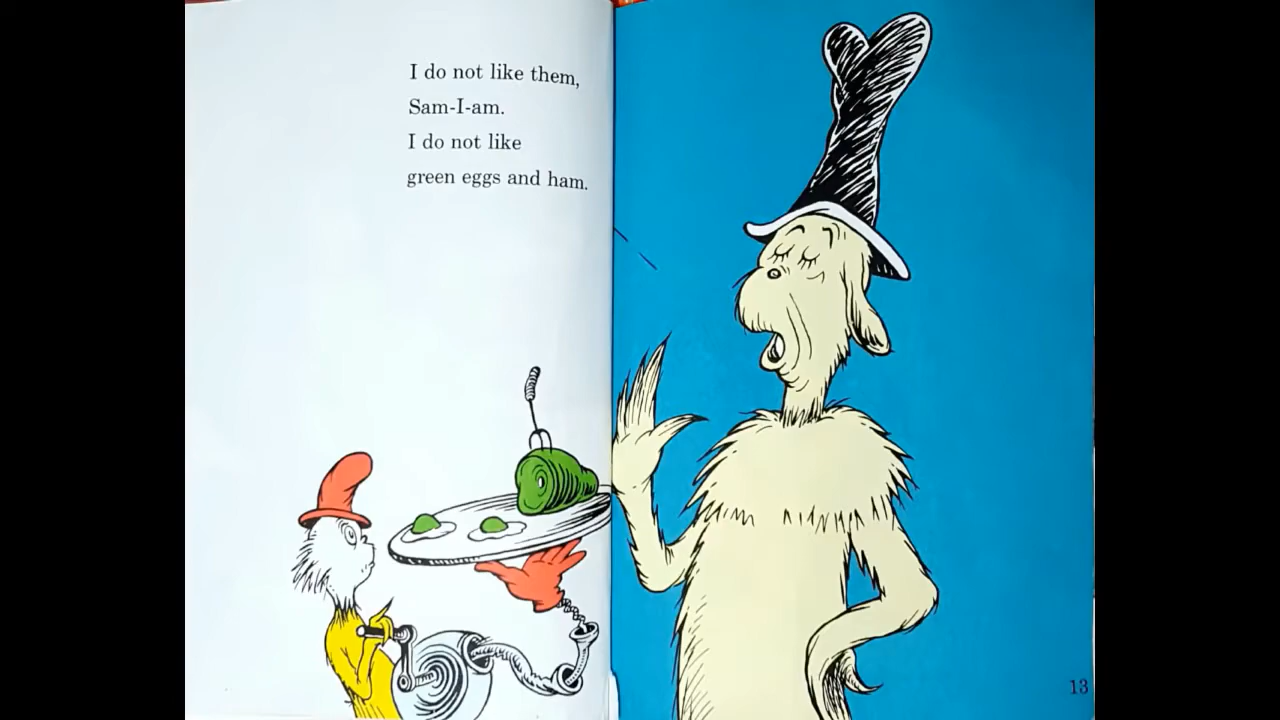 I do not like them,
Sam-I-am.
I do not like
green eggs and ham.
13